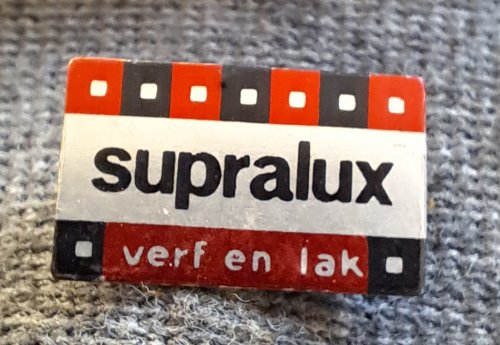 supralux
verf en lak